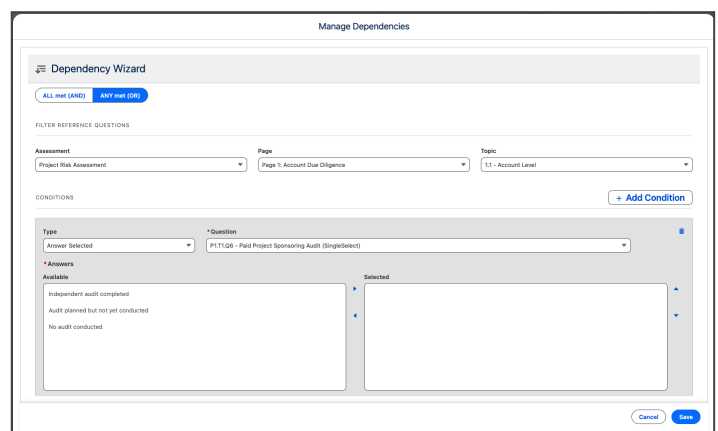 Manage Dependencies
Dependency Wizard
ALL met (AND) ANY met (OR)
FILTER REFERENCE QUESTIONS
Assessment Page Topic
Project Risk Assessment Page 1: Account Due Diligence 1.1 - Account Level
CONDITIONS + Add Condition
Type *Question
Answer Selected P1.T1.Q6 - Paid Project Sponsoring Audit (SingleSelect)
*Answers
Available Selected
Independent audit completed
Audit planned but not yet conducted
No audit conducted
Cancel Save